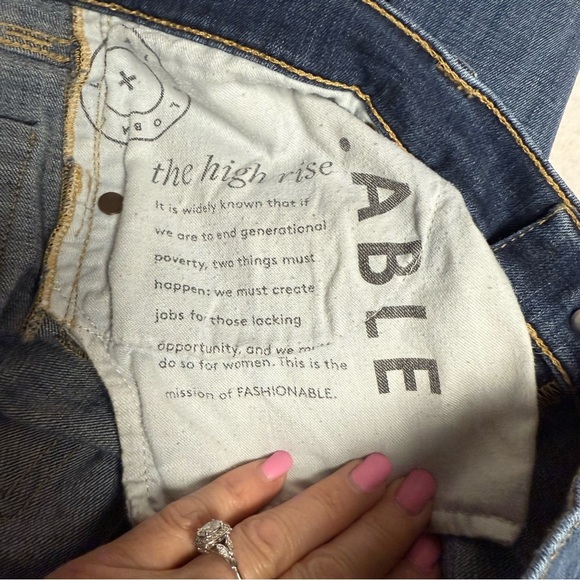 the high rise
It is widely known that if
we are to end generational
poverty, two things must
happen: we must create
jobs for those lacking
opportunity, and we must
do so for women. This is the
mission of FASHIONABLE.
ABLE